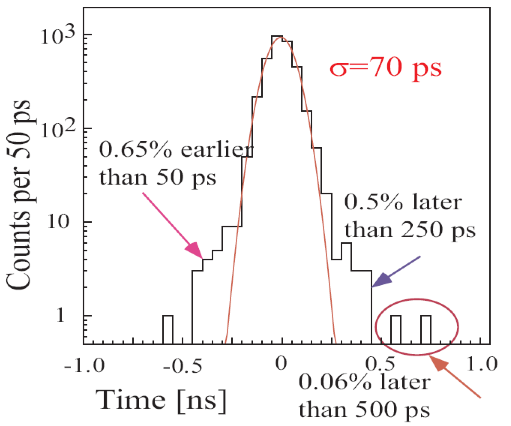 10³
σ=70 ps
10²
0.65% earlier
than 50 ps
0.5% later
than 250 ps
10
1
Counts per 50 ps
-1.0
-0.5
0
0.5
1.0
Time [ns]
0.06% later
than 500 ps